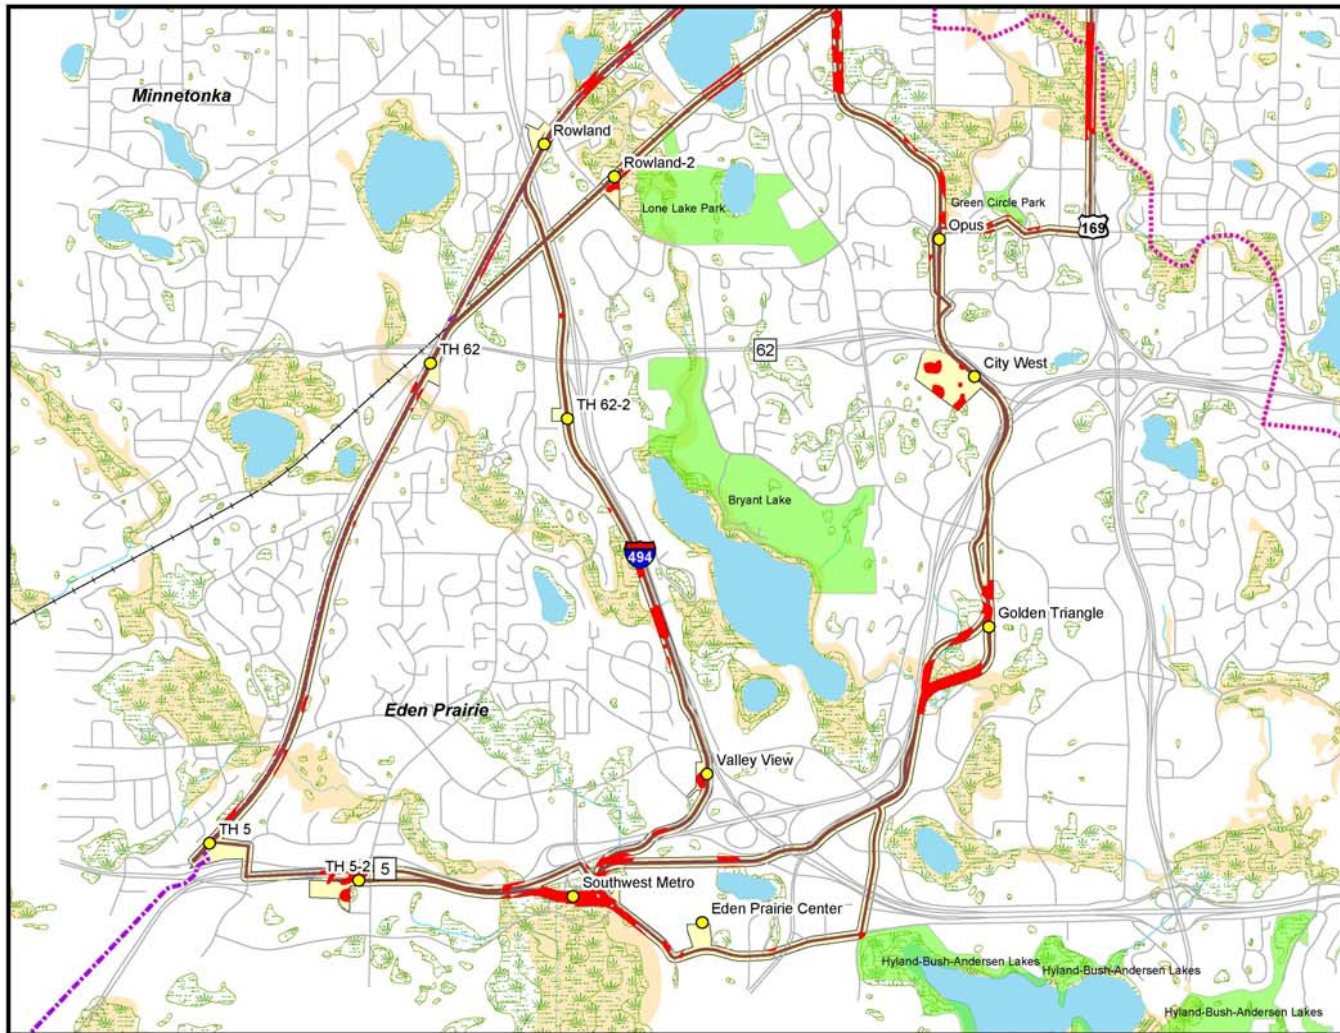 Minnetonka
Rowland
Rowland-2
Lone Lake Park
Green Circle Park
Opus
169
TH 62
62
City West
TH 62-2
Bryant Lake
494
Golden Triangle
Eden Prairie
Valley View
TH 5
TH 5-2
5
Southwest Metro
Eden Prairie Center
Hyland-Bush-Andersen Lakes
Hyland-Bush-Andersen Lakes
Hyland-Bush-Andersen Lakes